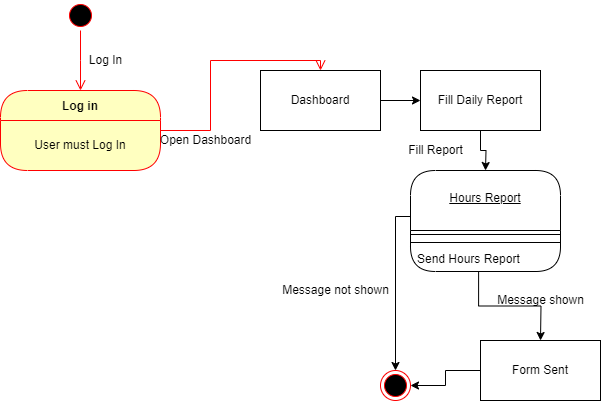 Log In
Log in
User must Log In
Open Dashboard
Dashboard
Fill Daily Report
Fill Report
Hours Report
Send Hours Report
Message not shown
Message shown
Form Sent